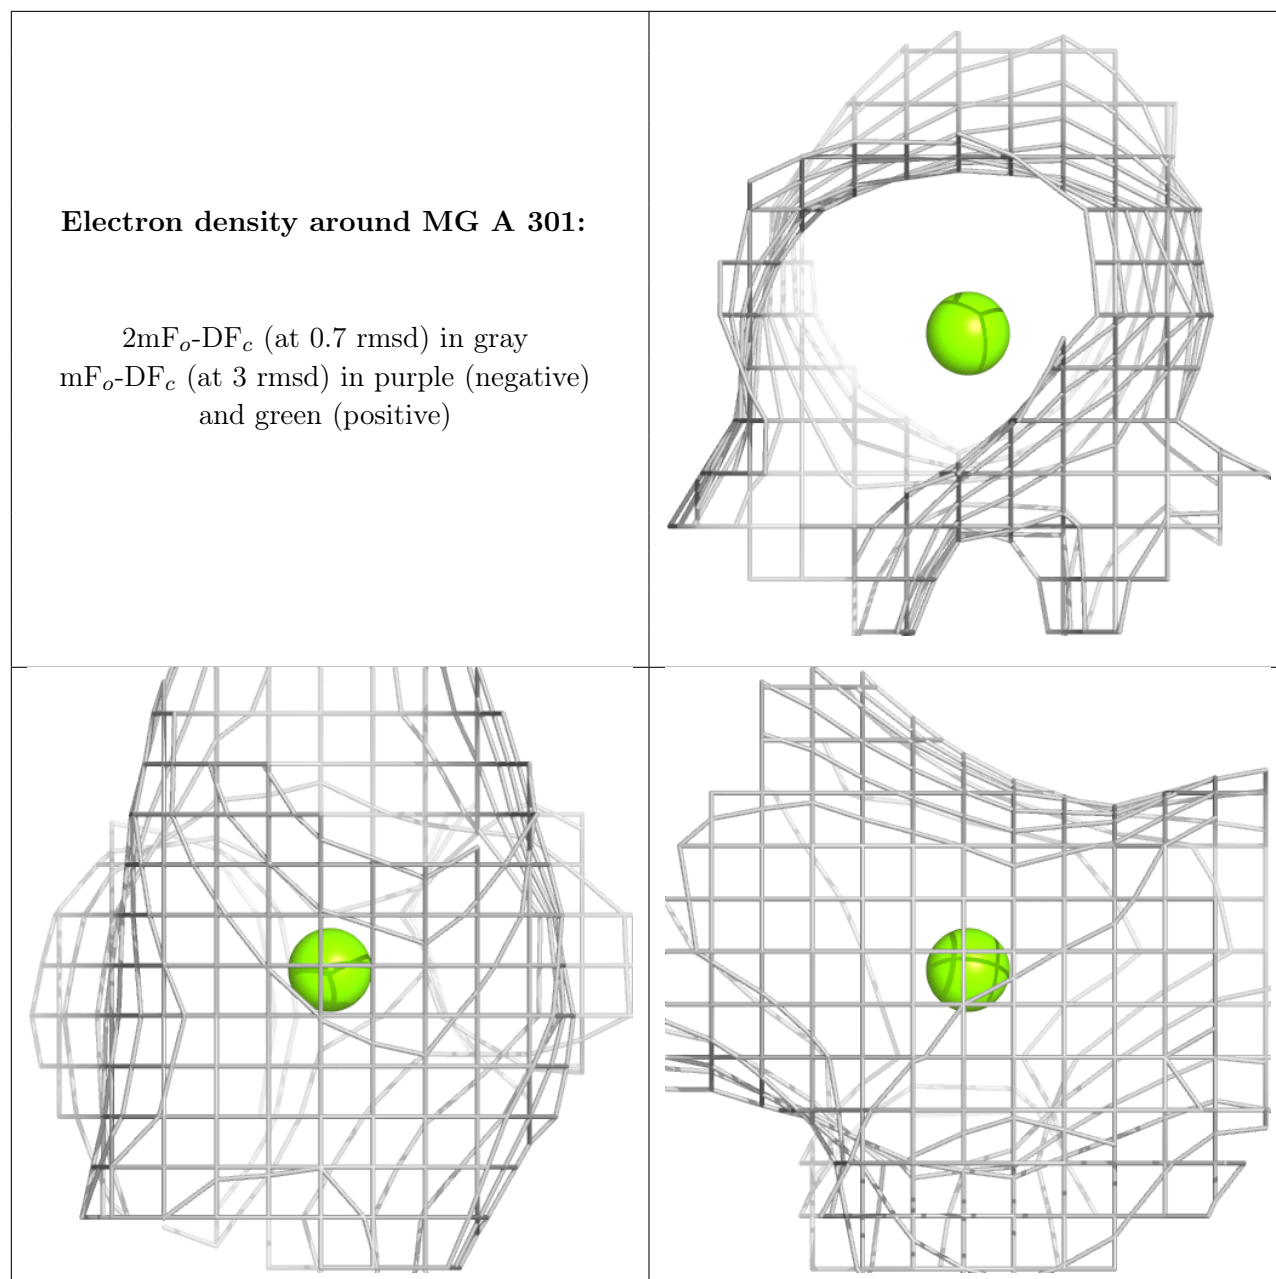 Electron density around MG A 301:
2mFo-DFc (at 0.7 rmsd) in gray
mFo-DFc (at 3 rmsd) in purple (negative)
and green (positive)